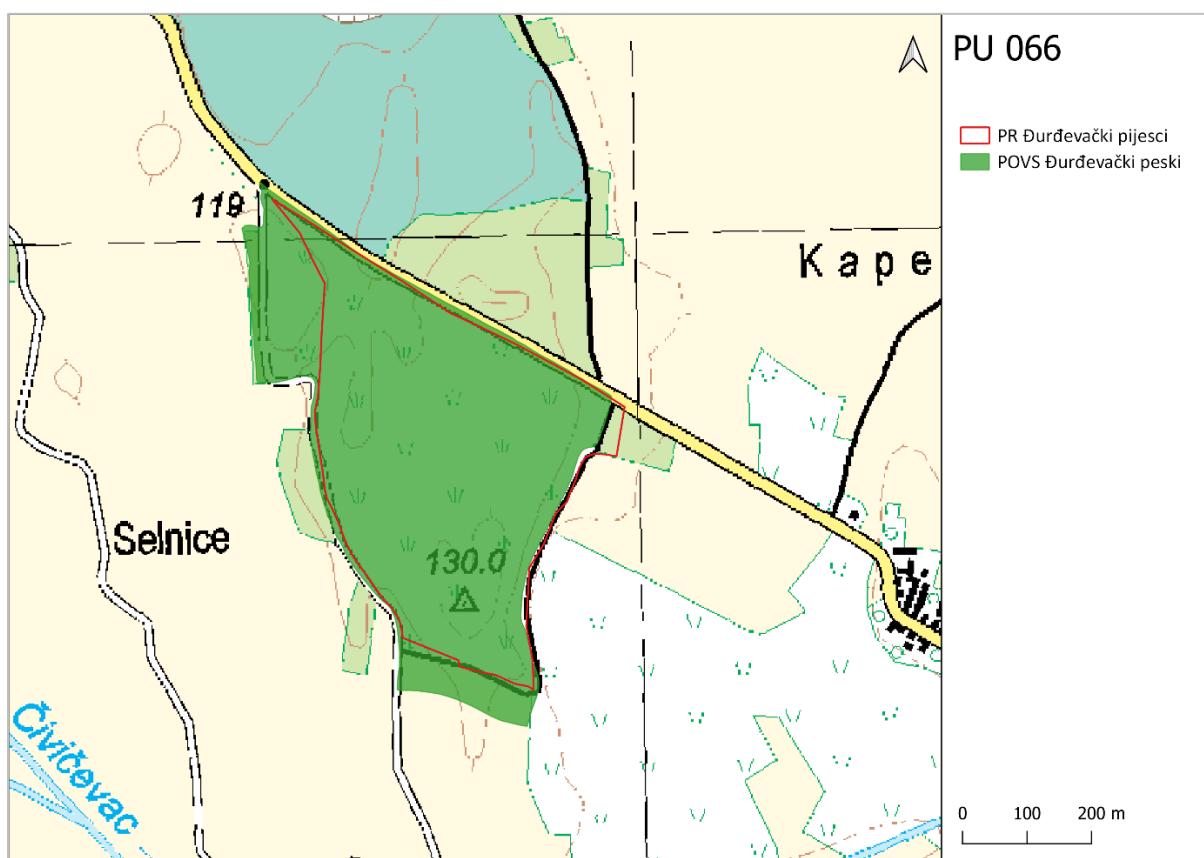 PU 066
PR Đurđevački pijesci
POVS Đurđevački peski
119
Kape
Selnice
130.0
Čivičevac
0 100 200 m